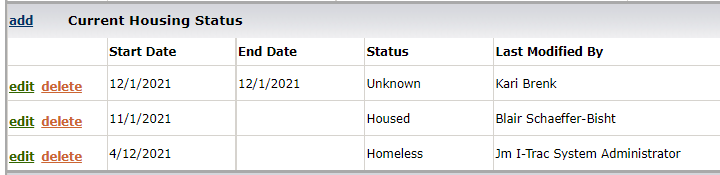 add Current Housing Status
Start Date End Date Status Last Modified By
edit delete 12/1/2021 12/1/2021 Unknown Kari Brenk
edit delete 11/1/2021 Housed Blair Schaeffer-Bisht
edit delete 4/12/2021 Homeless Jm I-Trac System Administrator